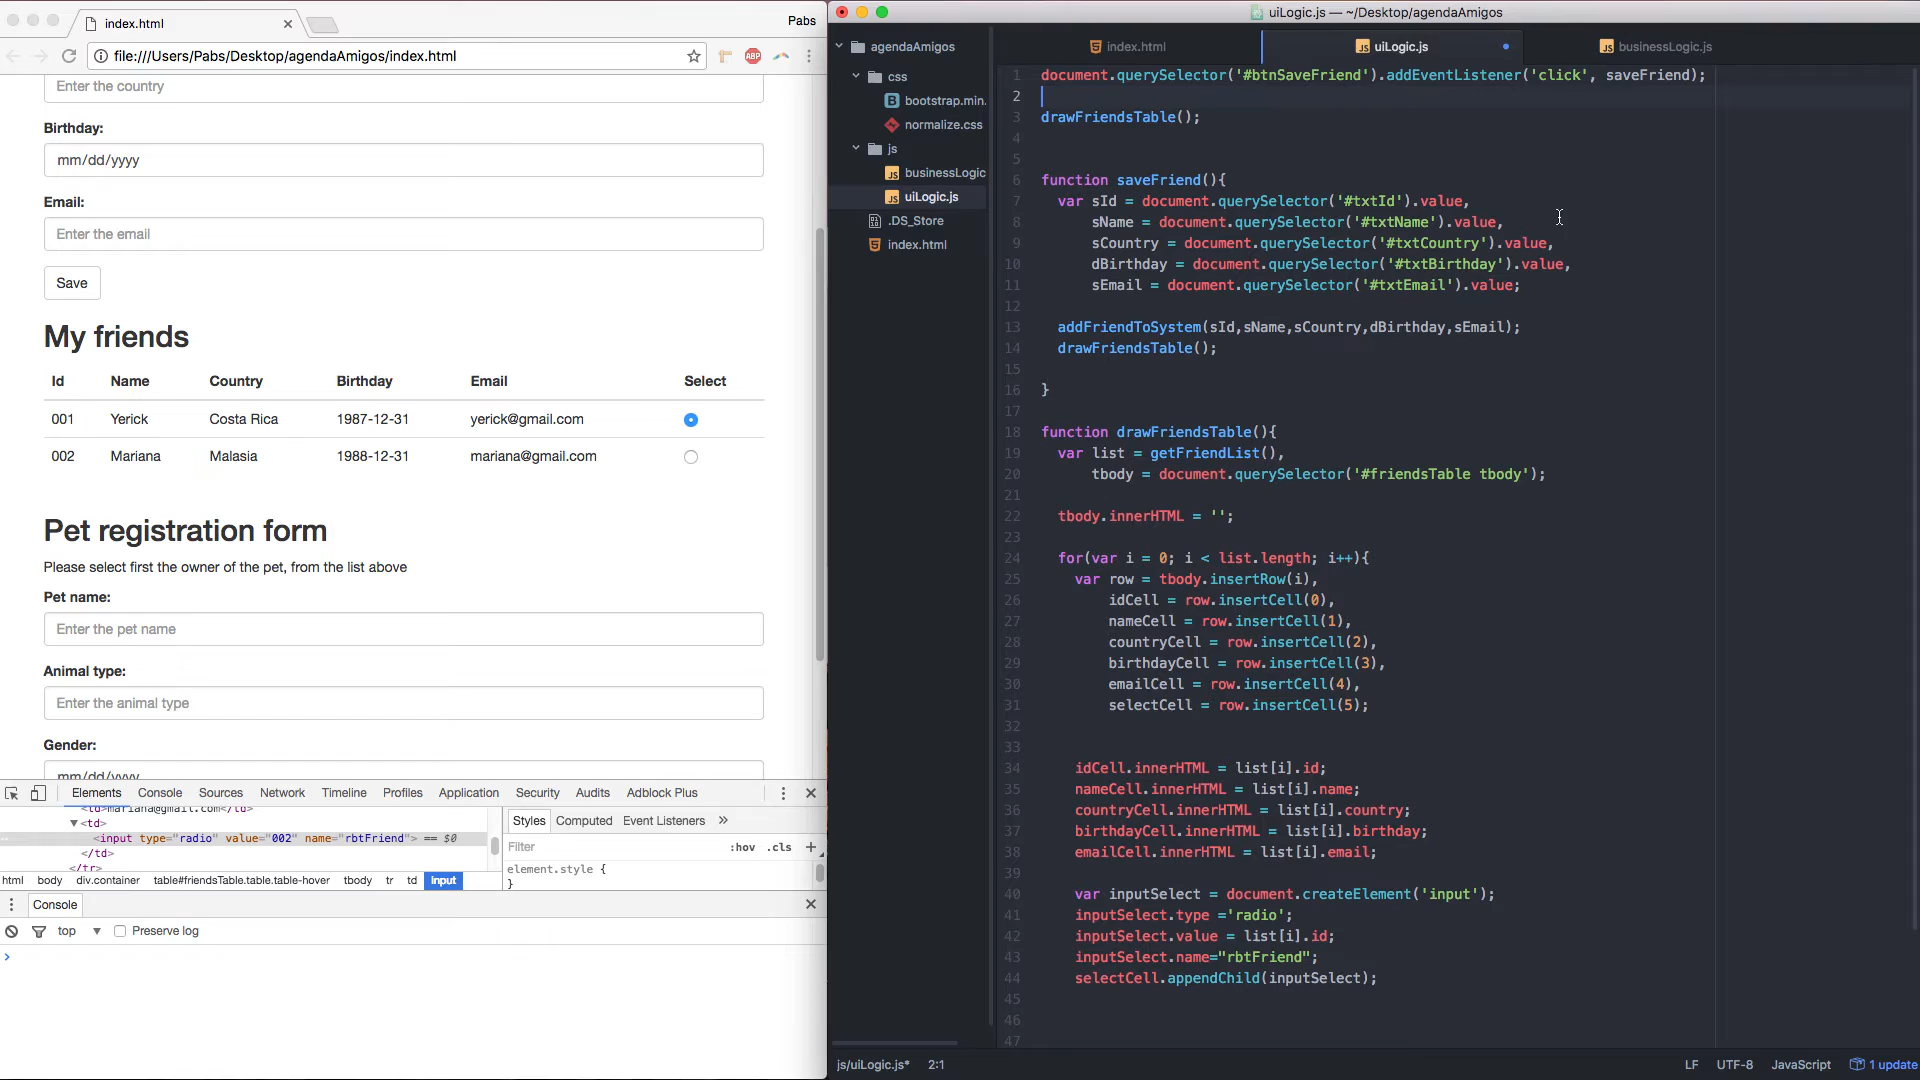 index.html
Pabs
file:///Users/Pabs/Desktop/agendaAmigos/index.html
ABP
Enter the country
Birthday:
mm/dd/yyyy
Email:
Enter the email
Save
My friends
Id Name Country Birthday Email Select
001 Yerick Costa Rica 1987-12-31 yerick@gmail.com
002 Mariana Malasia 1988-12-31 mariana@gmail.com
Pet registration form
Please select first the owner of the pet, from the list above
Pet name:
Enter the pet name
Animal type:
Enter the animal type
Gender:
mm/dd/yyyy
Elements Console Sources Network Timeline Profiles Application Security Audits Adblock Plus
<td>mariana@gmail.com</td>
▼<td>
<input type="radio" value="002" name="rbtFriend"> == $0
</td>
</tr>
html body div.container table#friendsTable.table.table-hover tbody tr td input
Styles Computed Event Listeners »
Filter :hov .cls +
element.style {
}
Console
top ▼ Preserve log
>
uiLogic.js — ~/Desktop/agendaAmigos
agendaAmigos
css
bootstrap.min.
normalize.css
js
businessLogic
uiLogic.js
.DS_Store
index.html
index.html uiLogic.js businessLogic.js
1 document.querySelector('#btnSaveFriend').addEventListener('click', saveFriend);
2
3 drawFriendsTable();
4
5
6 function saveFriend(){
7 var sId = document.querySelector('#txtId').value,
8 sName = document.querySelector('#txtName').value,
9 sCountry = document.querySelector('#txtCountry').value,
10 dBirthday = document.querySelector('#txtBirthday').value,
11 sEmail = document.querySelector('#txtEmail').value;
12
13 addFriendToSystem(sId,sName,sCountry,dBirthday,sEmail);
14 drawFriendsTable();
15
16 }
17
18 function drawFriendsTable(){
19 var list = getFriendList(),
20 tbody = document.querySelector('#friendsTable tbody');
21
22 tbody.innerHTML = '';
23
24 for(var i = 0; i < list.length; i++){
25 var row = tbody.insertRow(i),
26 idCell = row.insertCell(0),
27 nameCell = row.insertCell(1),
28 countryCell = row.insertCell(2),
29 birthdayCell = row.insertCell(3),
30 emailCell = row.insertCell(4),
31 selectCell = row.insertCell(5);
32
33
34 idCell.innerHTML = list[i].id;
35 nameCell.innerHTML = list[i].name;
36 countryCell.innerHTML = list[i].country;
37 birthdayCell.innerHTML = list[i].birthday;
38 emailCell.innerHTML = list[i].email;
39
40 var inputSelect = document.createElement('input');
41 inputSelect.type ='radio';
42 inputSelect.value = list[i].id;
43 inputSelect.name="rbtFriend";
44 selectCell.appendChild(inputSelect);
45
46
47
js/uiLogic.js* 2:1 LF UTF-8 JavaScript 1 update